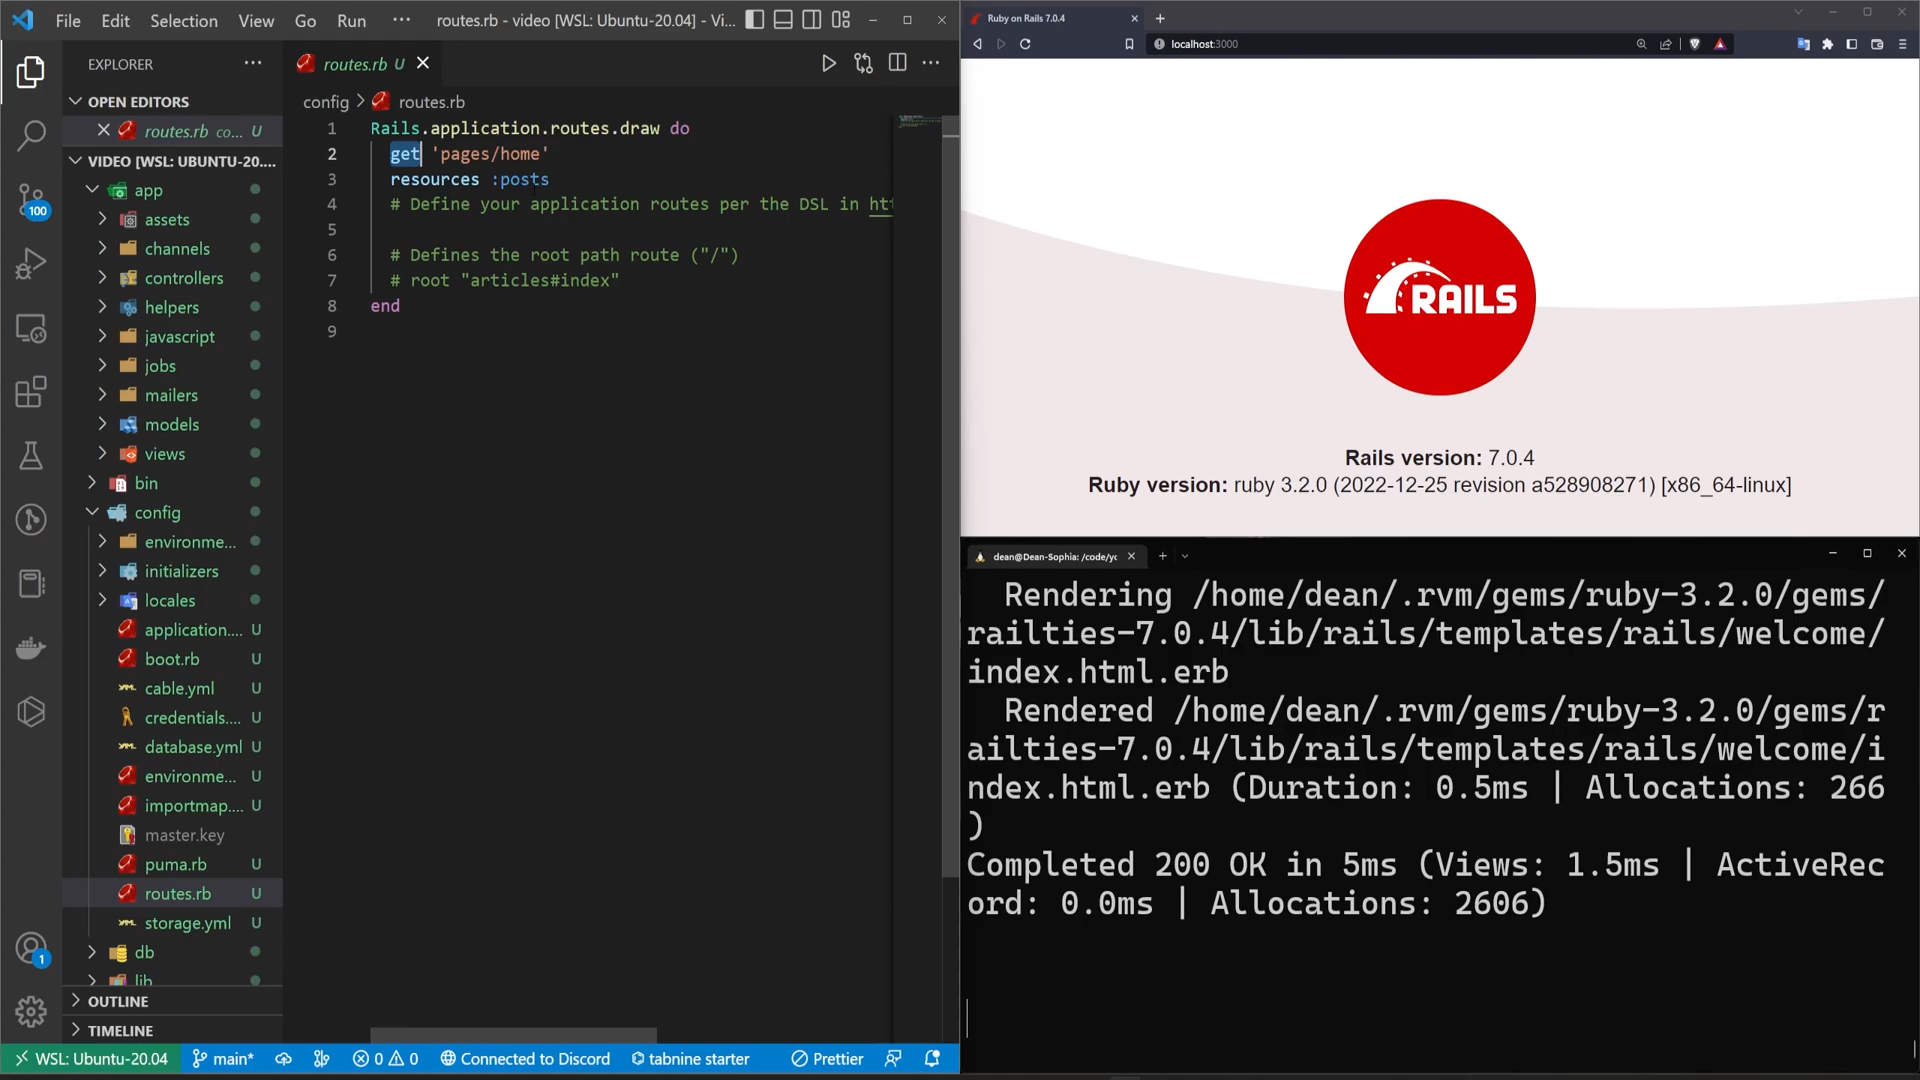 File Edit Selection View Go Run ··· routes.rb - video [WSL: Ubuntu-20.04] - Vi...
EXPLORER
OPEN EDITORS
routes.rb co... U
VIDEO [WSL: UBUNTU-20....
app
assets
channels
controllers
helpers
javascript
jobs
mailers
models
views
bin
config
environme...
initializers
locales
application.... U
boot.rb U
cable.yml U
credentials.... U
database.yml U
environme... U
importmap.... U
master.key
puma.rb U
routes.rb U
storage.yml U
db
lib
OUTLINE
TIMELINE
100
1
routes.rb U
config > routes.rb
1 Rails.application.routes.draw do
2 get 'pages/home'
3 resources :posts
4 # Define your application routes per the DSL in htt
5
6 # Defines the root path route ("/")
7 # root "articles#index"
8 end
9
WSL: Ubuntu-20.04 main* 0 0 Connected to Discord tabnine starter Prettier
Ruby on Rails 7.0.4
localhost:3000
RAILS
Rails version: 7.0.4
Ruby version: ruby 3.2.0 (2022-12-25 revision a528908271) [x86_64-linux]
dean@Dean-Sophia: /code/yc
Rendering /home/dean/.rvm/gems/ruby-3.2.0/gems/
railties-7.0.4/lib/rails/templates/rails/welcome/
index.html.erb
Rendered /home/dean/.rvm/gems/ruby-3.2.0/gems/r
ailties-7.0.4/lib/rails/templates/rails/welcome/i
ndex.html.erb (Duration: 0.5ms | Allocations: 266
)
Completed 200 OK in 5ms (Views: 1.5ms | ActiveRec
ord: 0.0ms | Allocations: 2606)